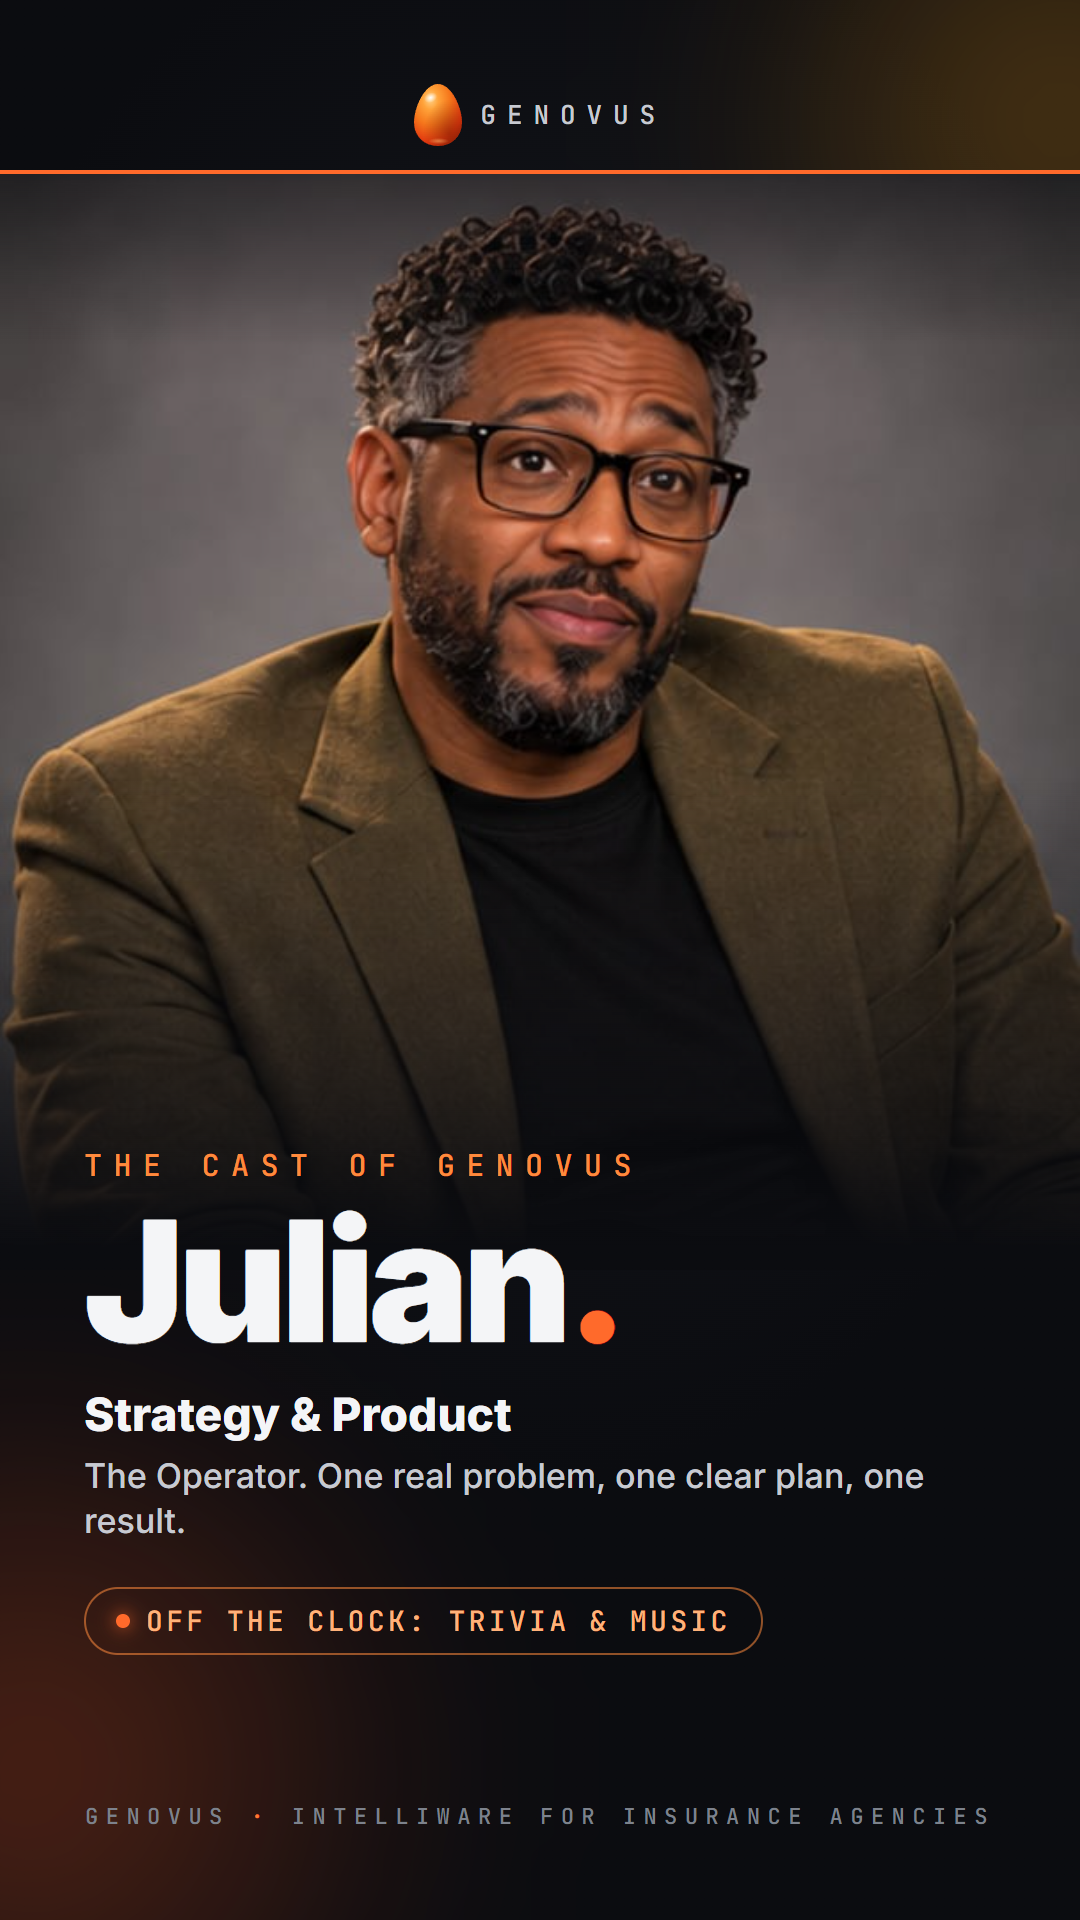 GENOVUS
THE CAST OF GENOVUS
Julian.
Strategy & Product
The Operator. One real problem, one clear plan, one
result.
OFF THE CLOCK: TRIVIA & MUSIC
GENOVUS · INTELLIWARE FOR INSURANCE AGENCIES